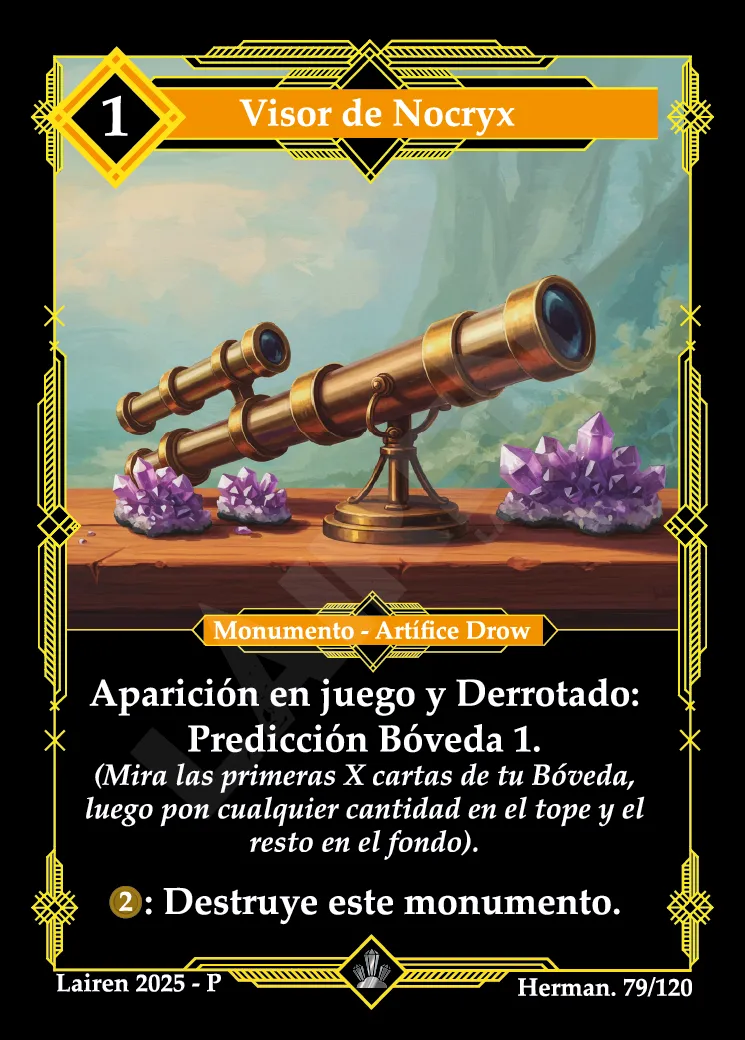 1
Visor de Nocryx
Monumento - Artífice Drow
Aparición en juego y Derrotado:
Predicción Bóveda 1.
(Mira las primeras X cartas de tu Bóveda,
luego pon cualquier cantidad en el tope y el
resto en el fondo).
2: Destruye este monumento.
Lairen 2025 - P
Herman. 79/120